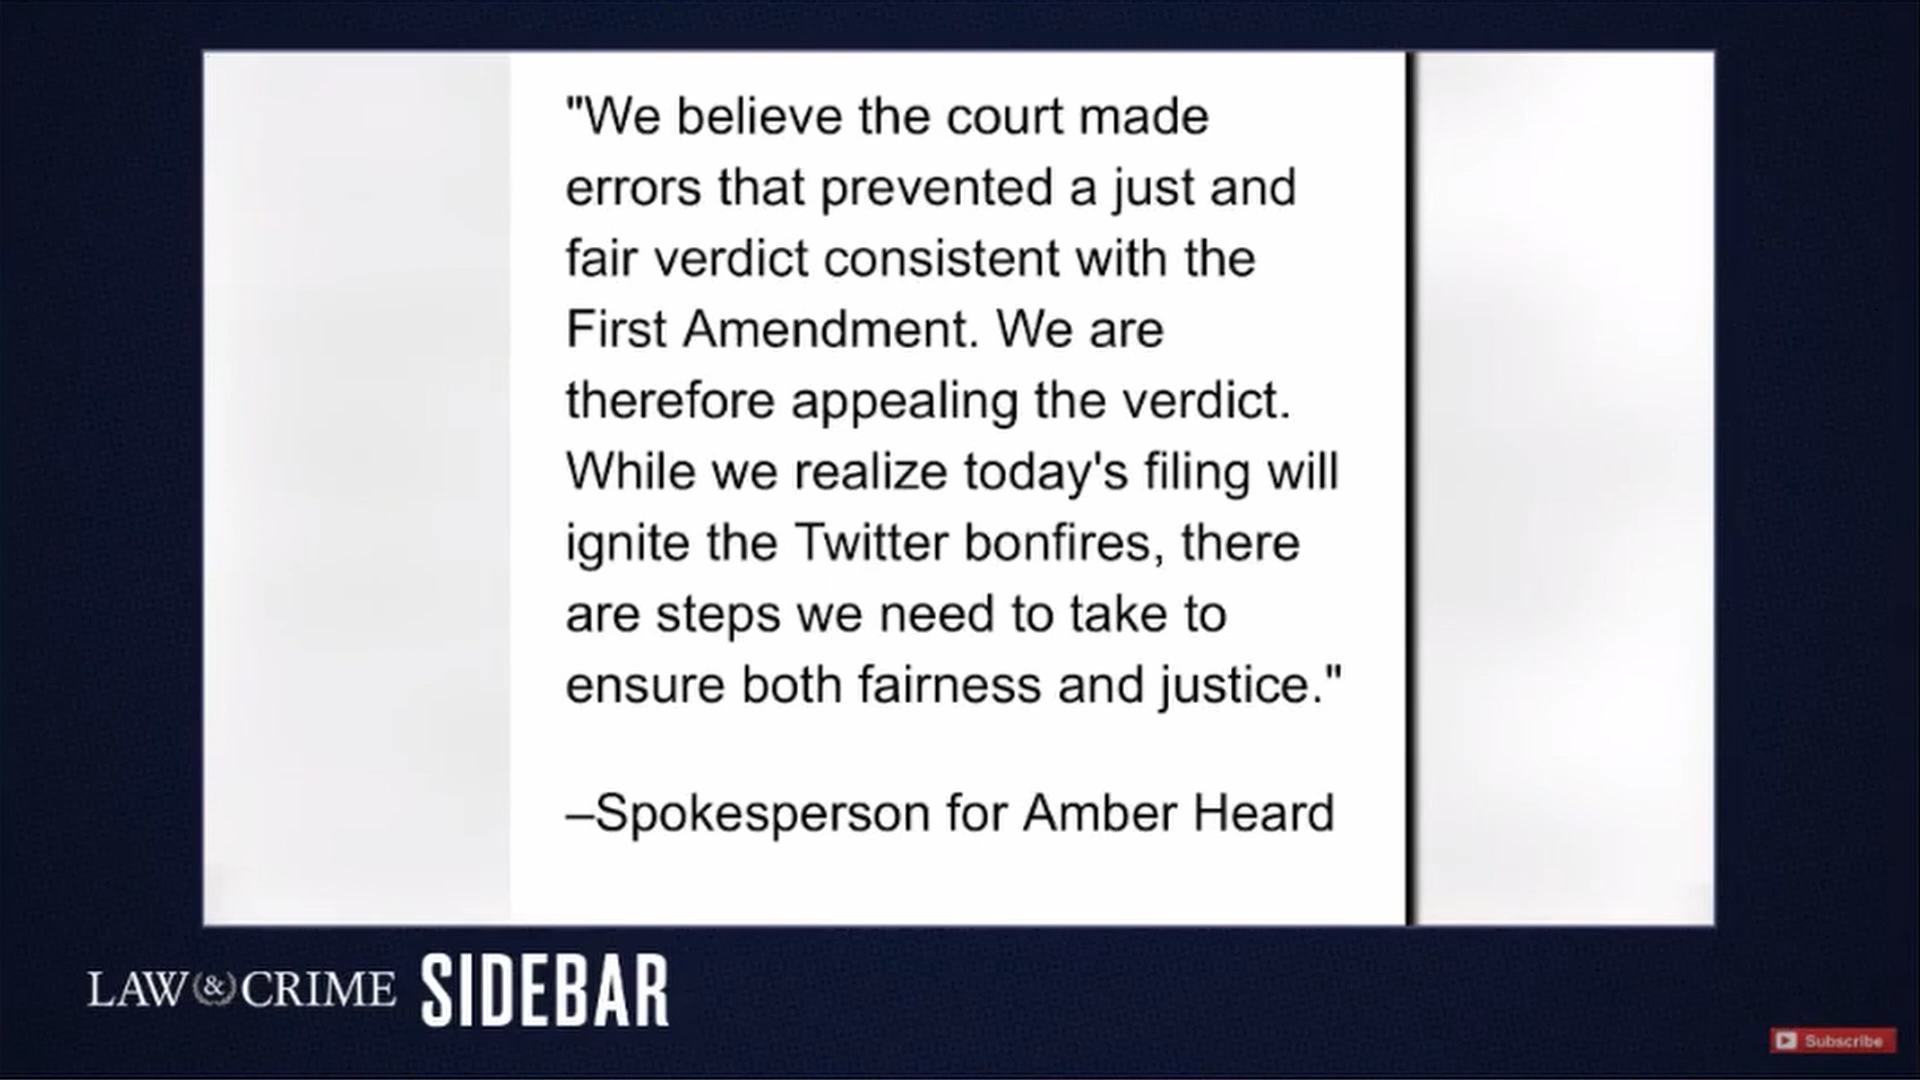 "We believe the court made
errors that prevented a just and
fair verdict consistent with the
First Amendment. We are
therefore appealing the verdict.
While we realize today's filing will
ignite the Twitter bonfires, there
are steps we need to take to
ensure both fairness and justice."
–Spokesperson for Amber Heard
LAW & CRIME SIDEBAR
Subscribe